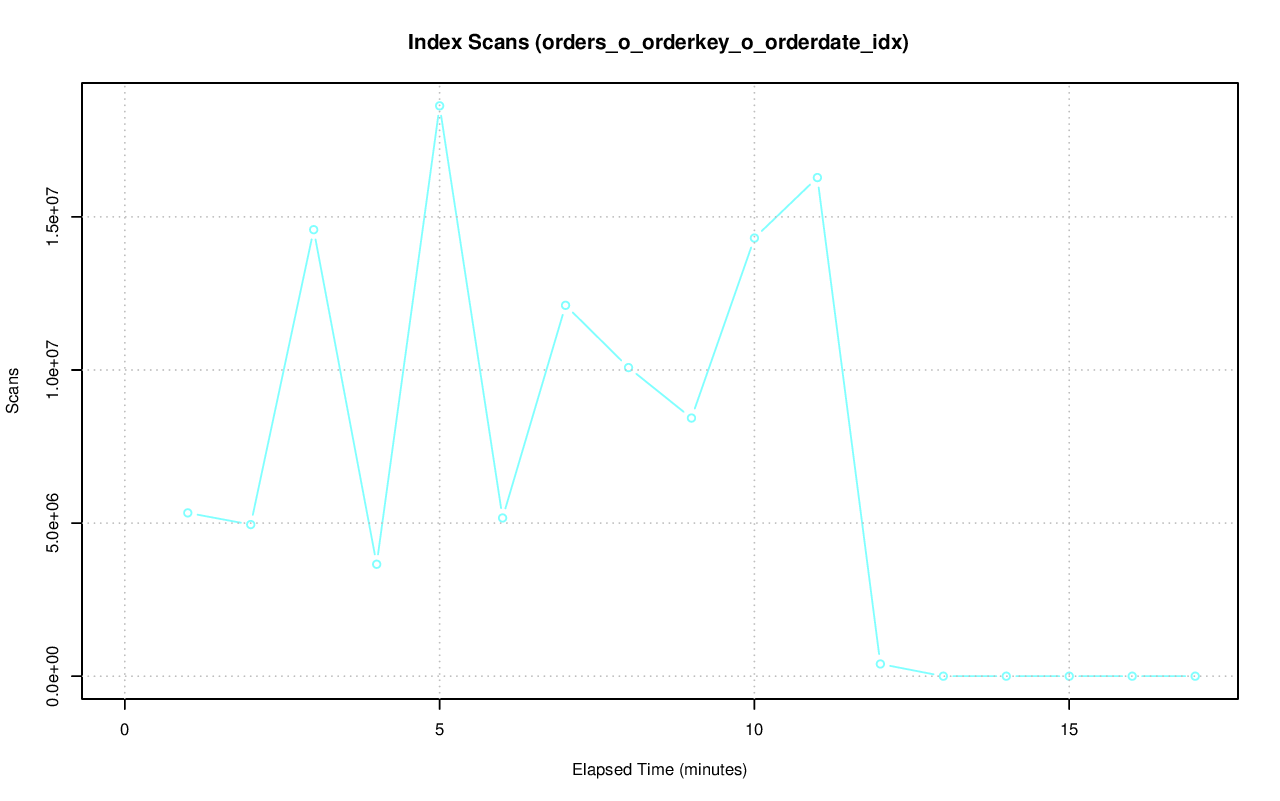 Index Scans (orders_o_orderkey_o_orderdate_idx)
Scans
1.5e+07
1.0e+07
5.0e+06
0.0e+00
0 5 10 15
Elapsed Time (minutes)